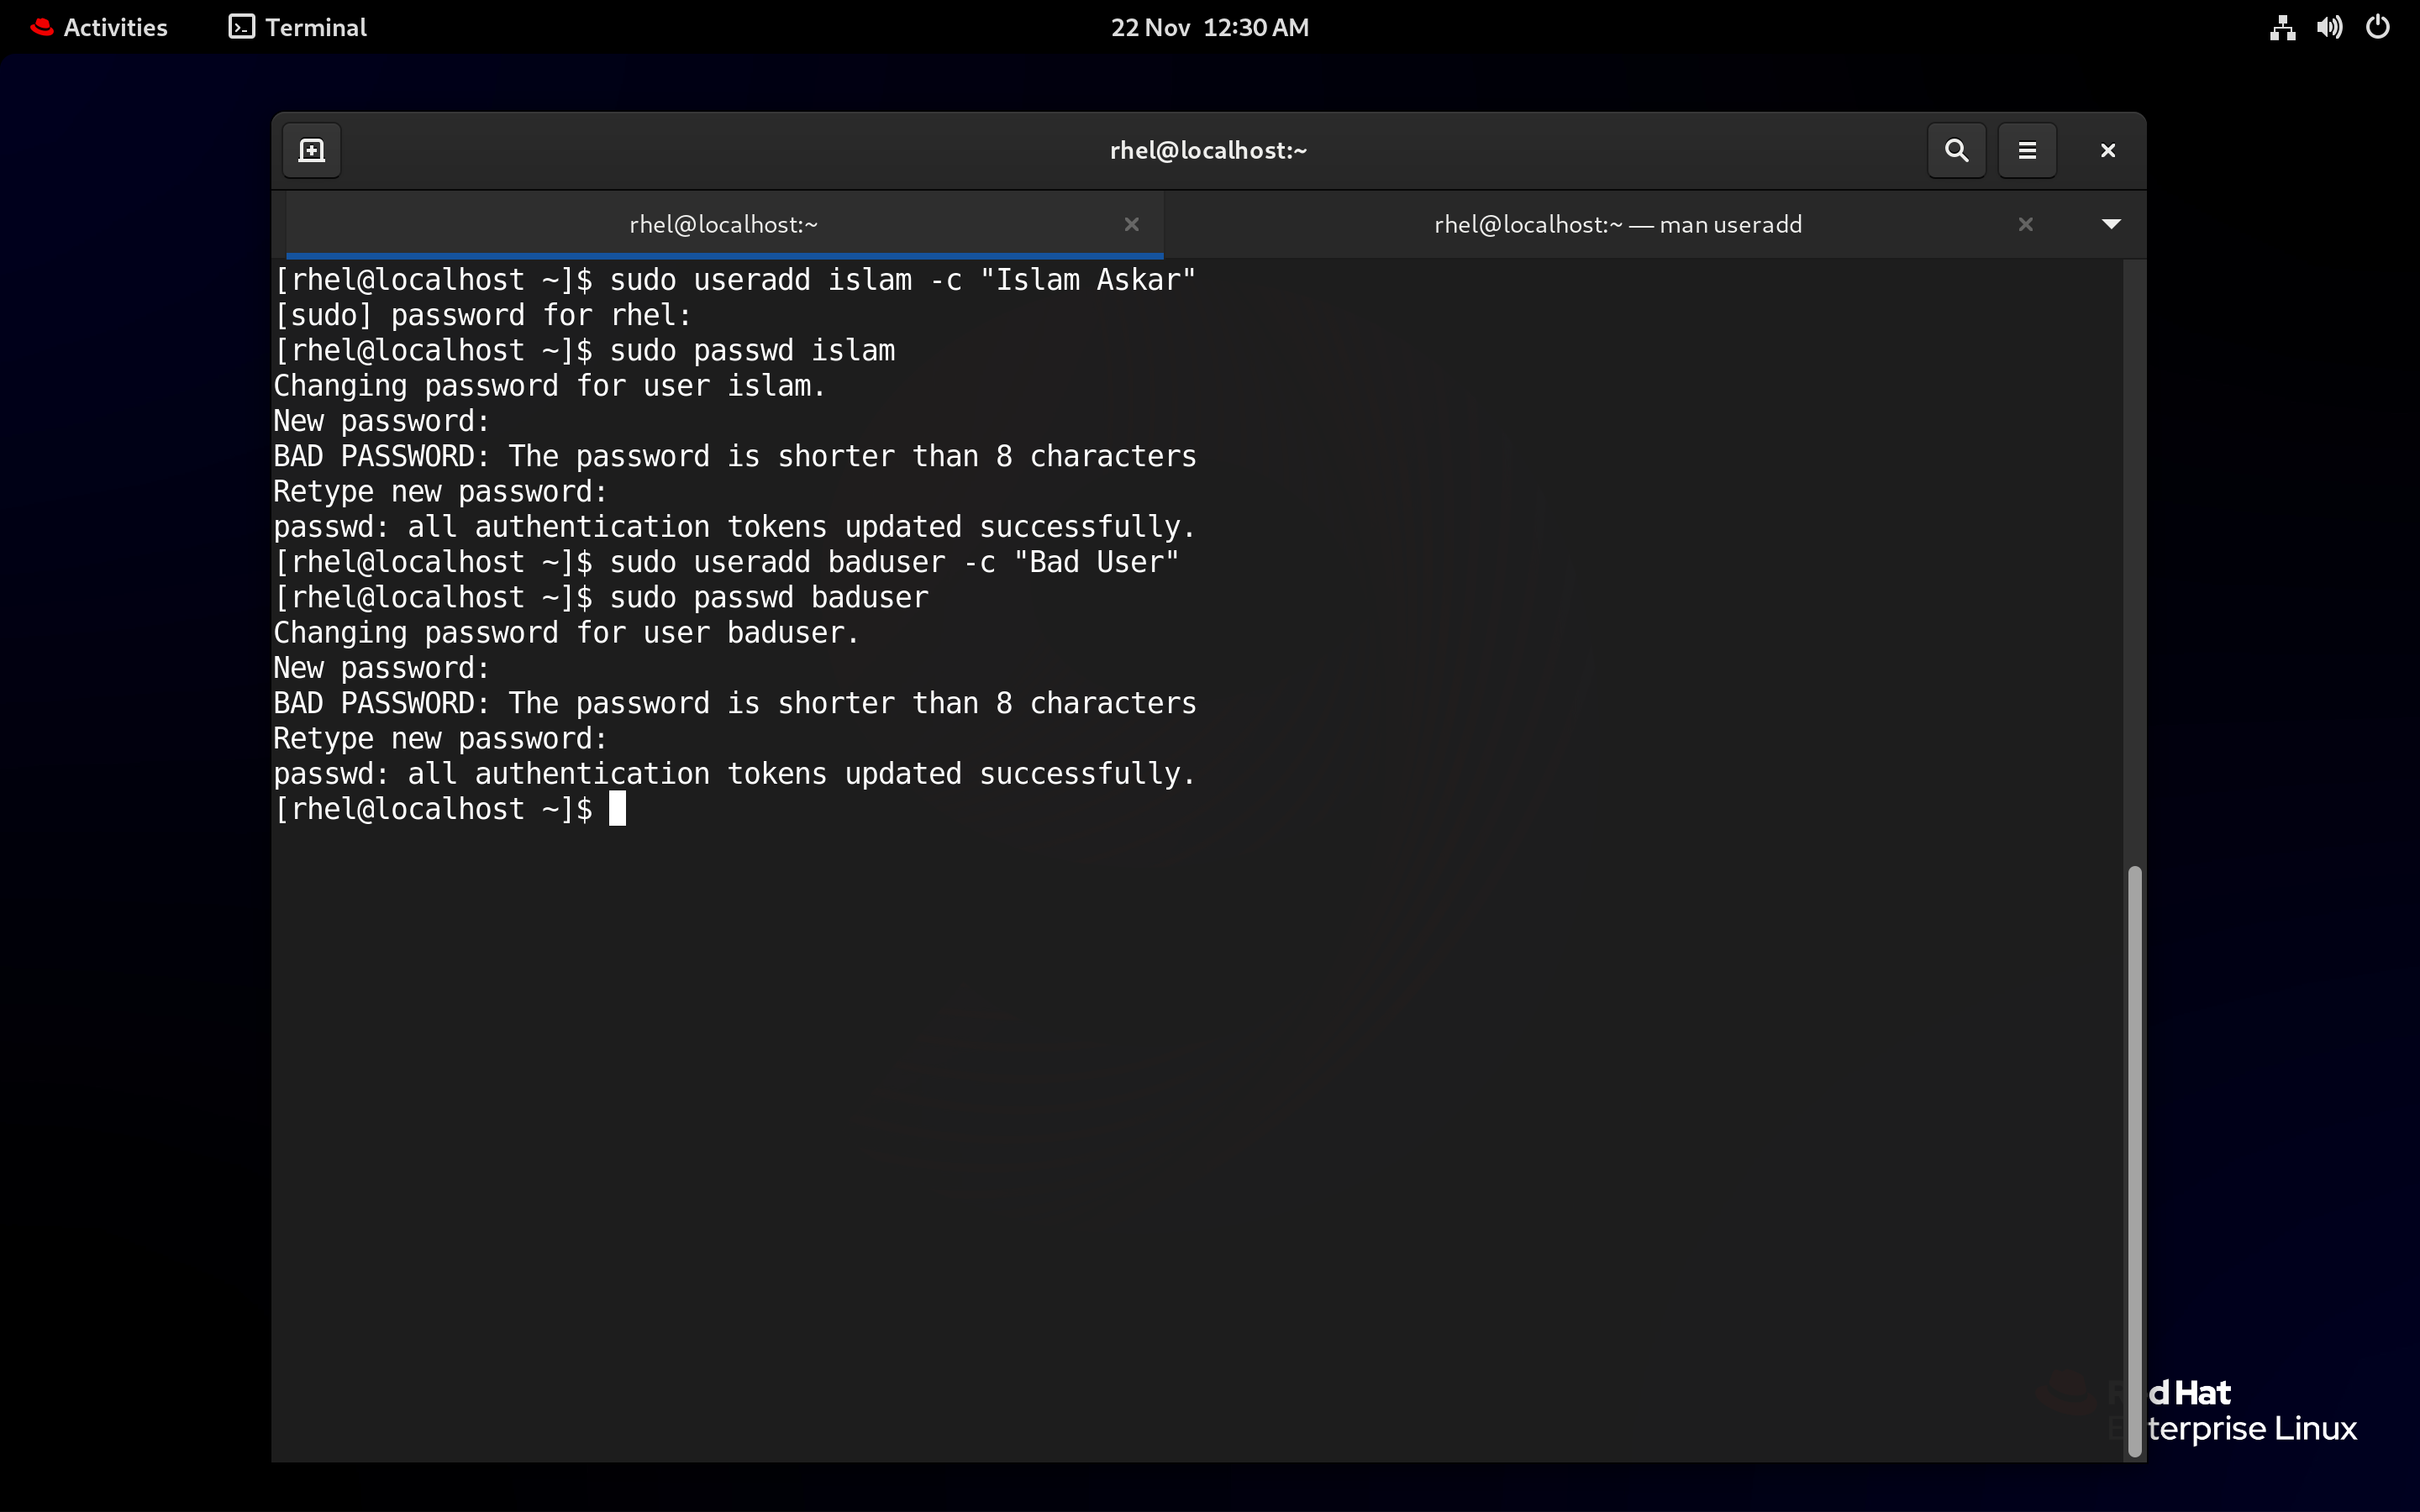 Activities
Terminal
22 Nov 12:30 AM
rhel@localhost:~
rhel@localhost:~
rhel@localhost:~ — man useradd
[rhel@localhost ~]$ sudo useradd islam -c "Islam Askar"
[sudo] password for rhel:
[rhel@localhost ~]$ sudo passwd islam
Changing password for user islam.
New password:
BAD PASSWORD: The password is shorter than 8 characters
Retype new password:
passwd: all authentication tokens updated successfully.
[rhel@localhost ~]$ sudo useradd baduser -c "Bad User"
[rhel@localhost ~]$ sudo passwd baduser
Changing password for user baduser.
New password:
BAD PASSWORD: The password is shorter than 8 characters
Retype new password:
passwd: all authentication tokens updated successfully.
[rhel@localhost ~]$
Red Hat
Enterprise Linux